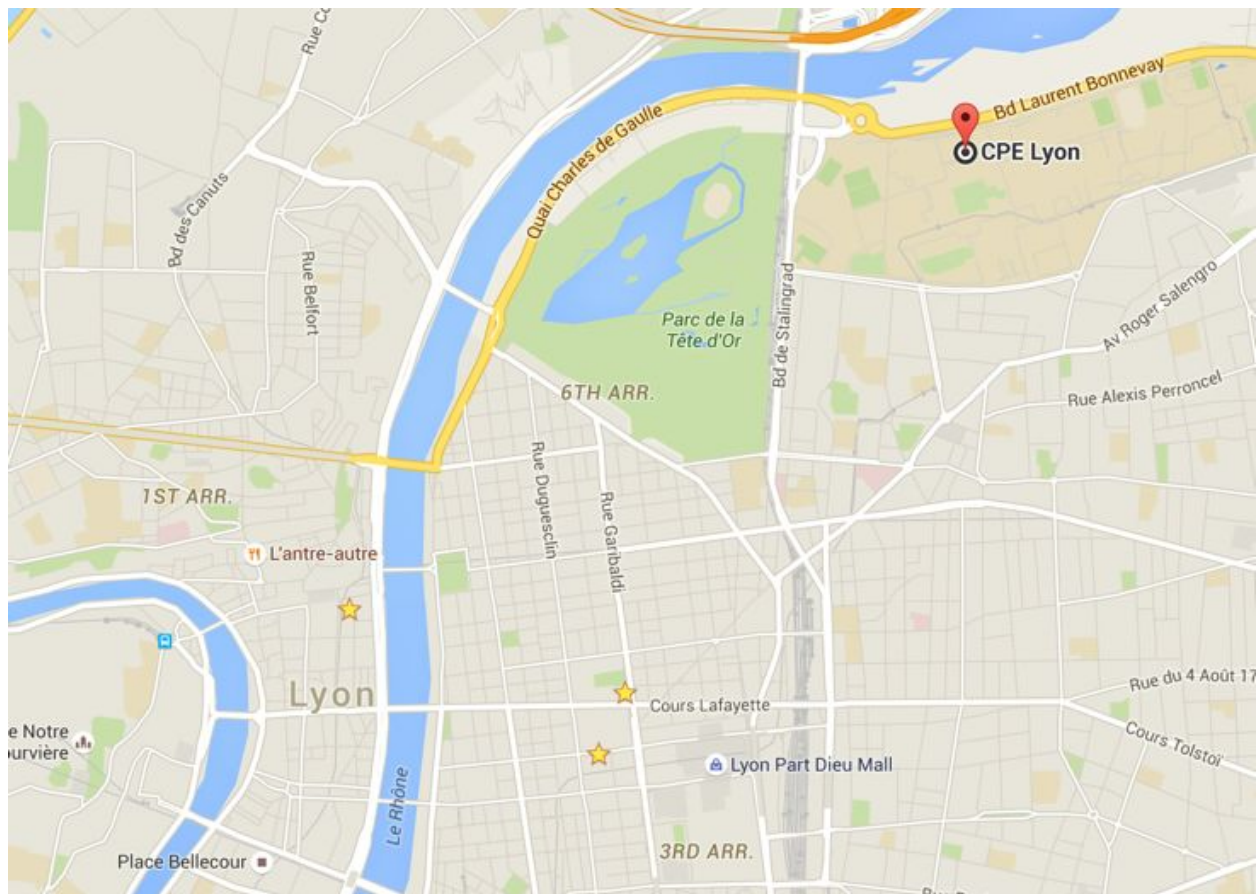 Rue Co
Bd Laurent Bonnevay
CPE Lyon
Quai Charles de Gaulle
Bd des Canuts
Rue Belfort
Parc de la
Tête d'Or
Bd de Stalingrad
Av Roger Salengro
Rue Alexis Perroncel
6TH ARR.
1ST ARR.
Rue Duguesclin
Rue Garibaldi
L'antre-autre
Lyon
Cours Lafayette
Rue du 4 Août 17
Cours Tolstoï
e Notre
ourvière
Lyon Part Dieu Mall
Le Rhône
Place Bellecour
3RD ARR.